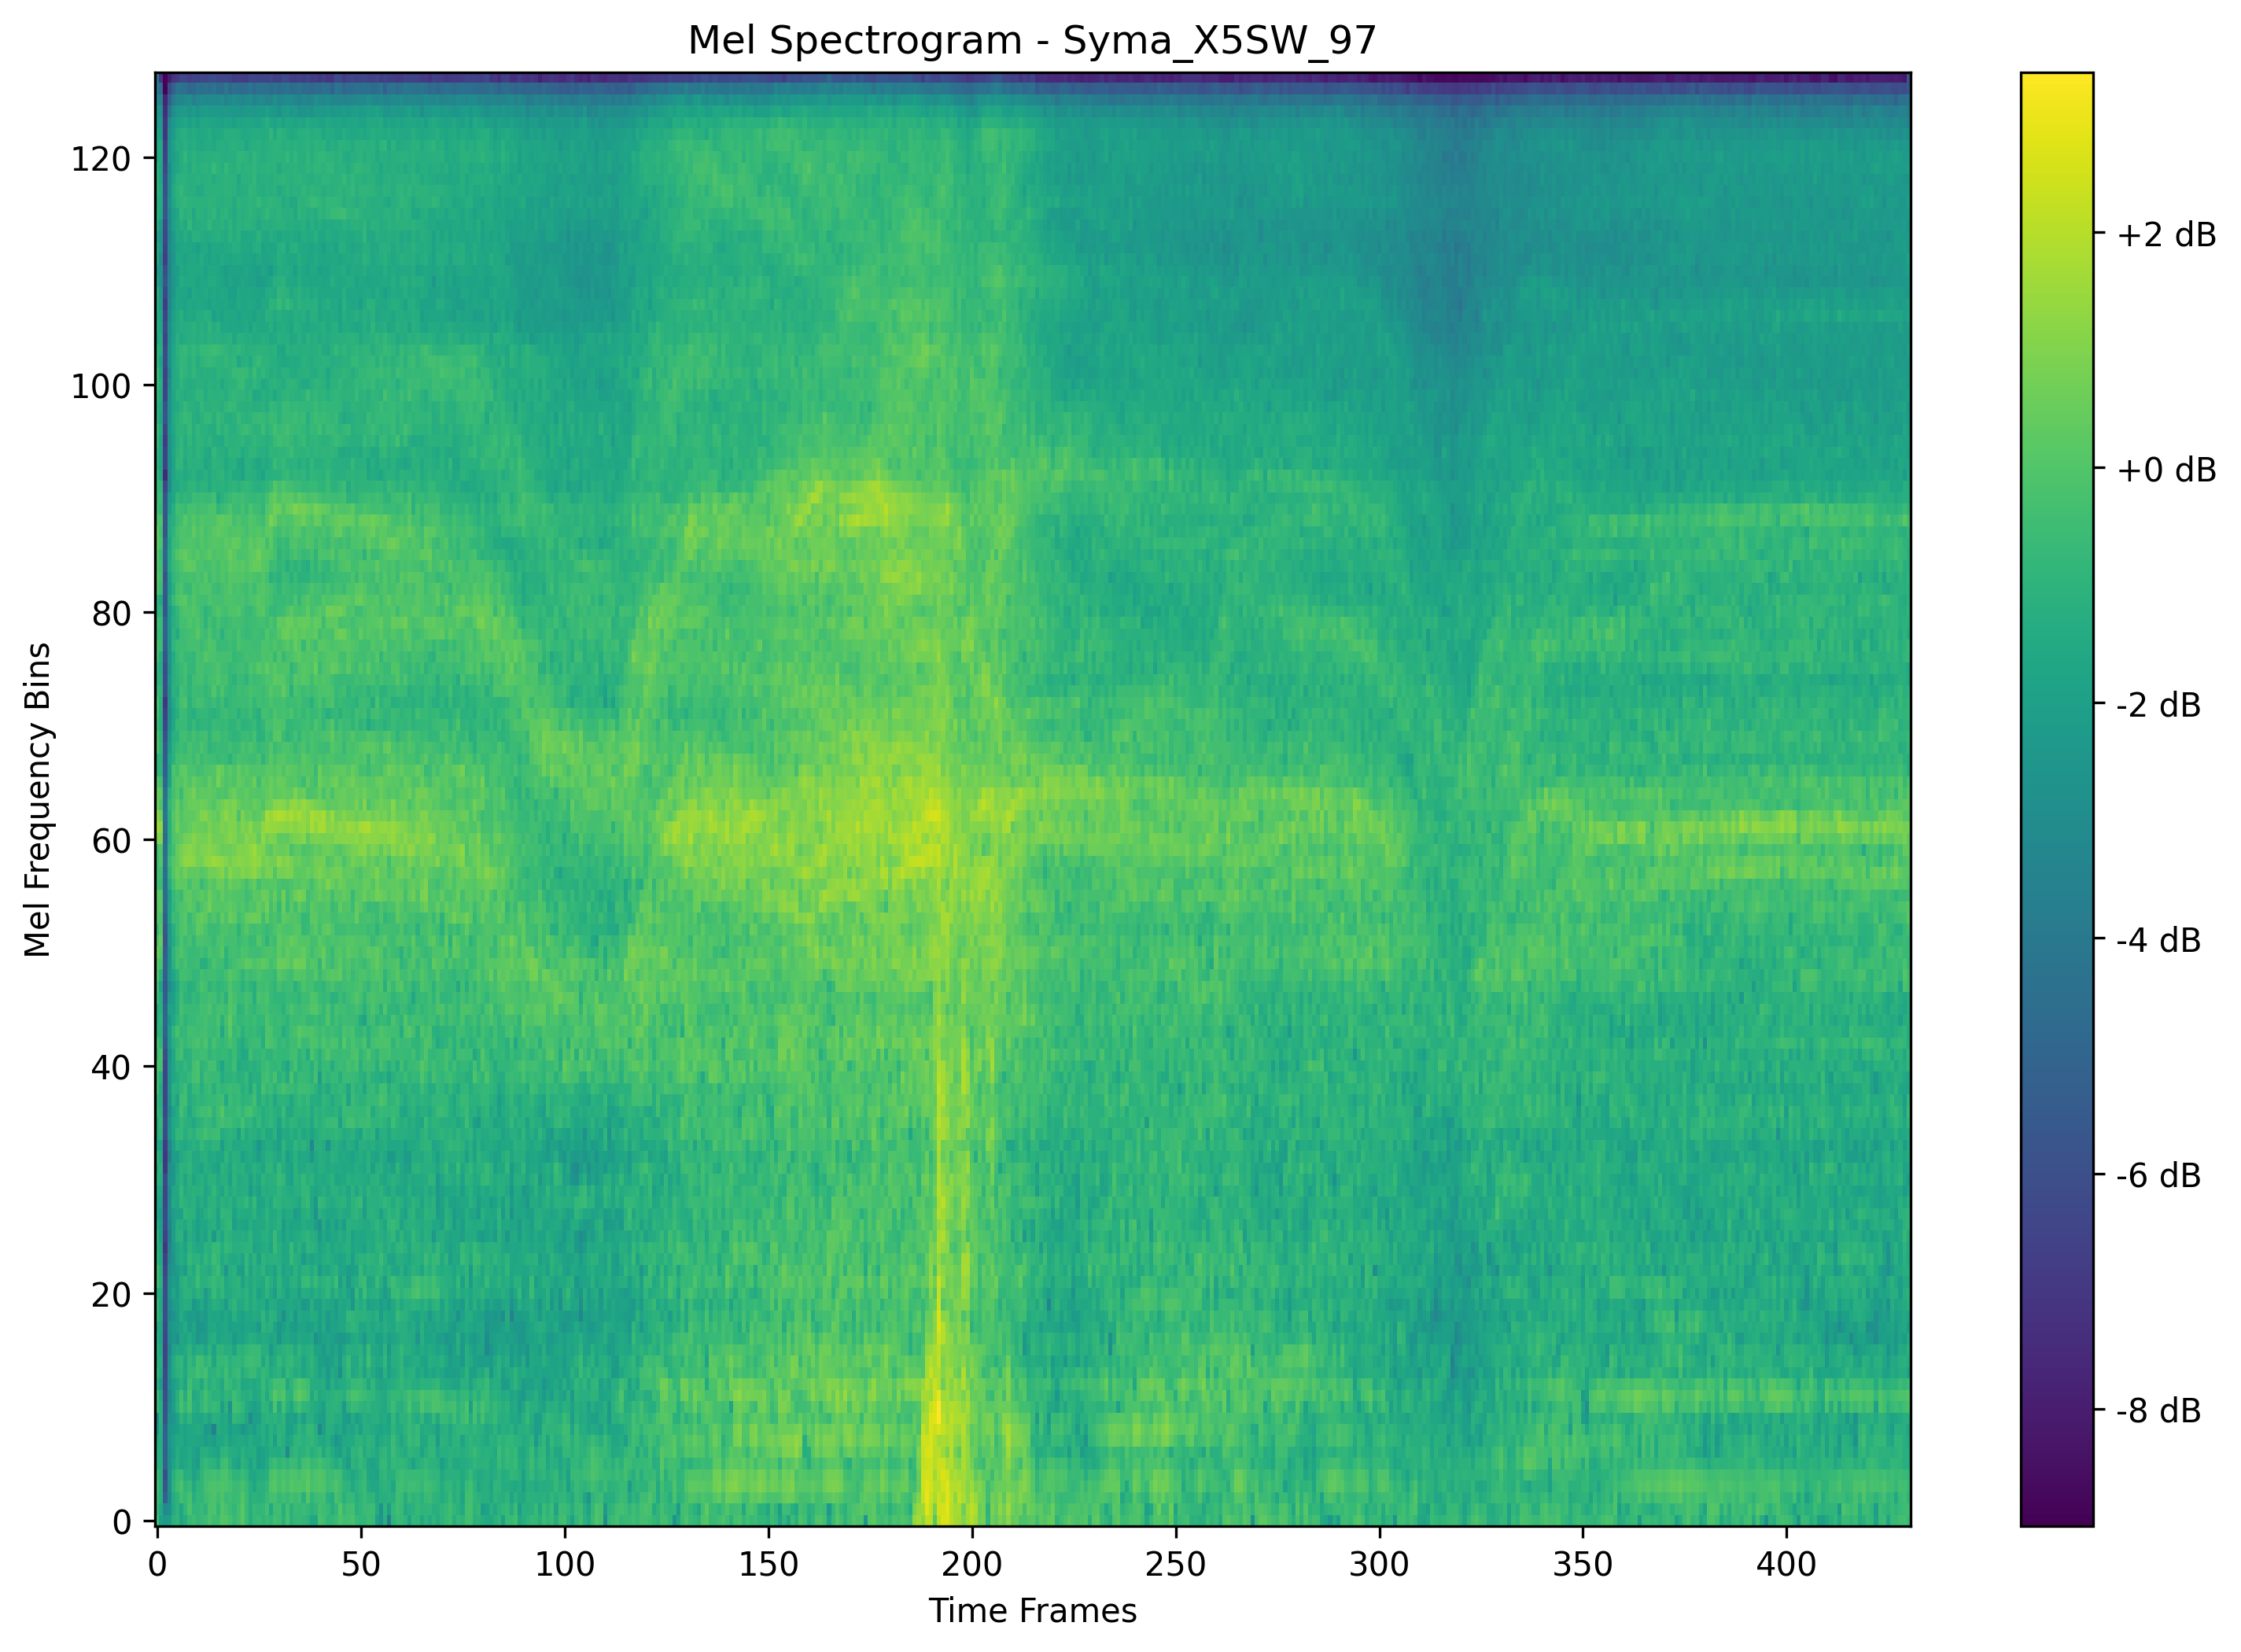 Mel Spectrogram - Syma_X5SW_97
Mel Frequency Bins
120
100
80
60
40
20
0
0 50 100 150 200 250 300 350 400
Time Frames
+2 dB
+0 dB
-2 dB
-4 dB
-6 dB
-8 dB